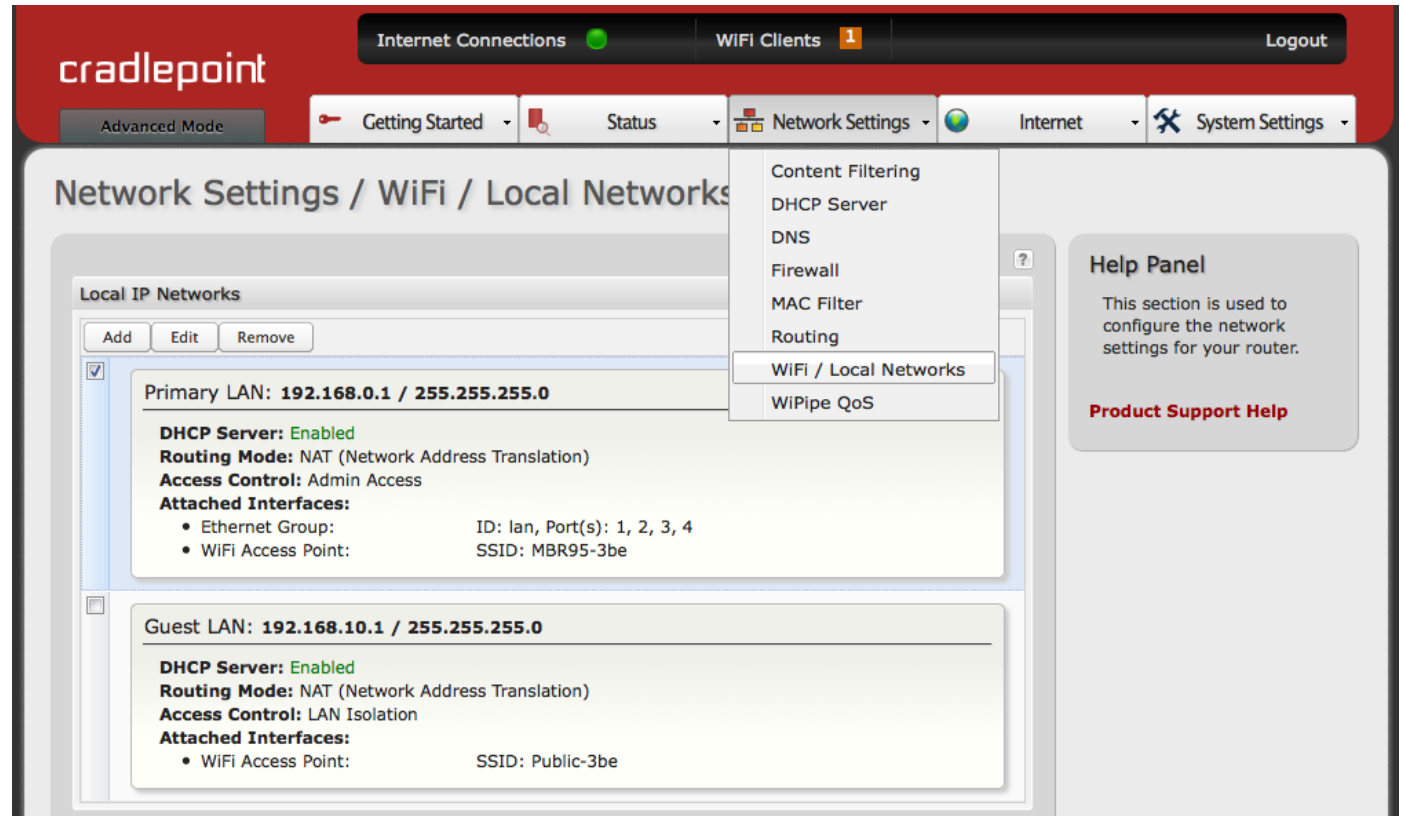 Internet Connections WiFi Clients 1 Logout
cradlepoint
Advanced Mode Getting Started Status Network Settings Internet System Settings
Network Settings / WiFi / Local Networks
Content Filtering
DHCP Server
DNS
Firewall
MAC Filter
Routing
WiFi / Local Networks
WiPipe QoS
?
Local IP Networks
Add Edit Remove
Primary LAN: 192.168.0.1 / 255.255.255.0
DHCP Server: Enabled
Routing Mode: NAT (Network Address Translation)
Access Control: Admin Access
Attached Interfaces:
• Ethernet Group: ID: lan, Port(s): 1, 2, 3, 4
• WiFi Access Point: SSID: MBR95-3be
Guest LAN: 192.168.10.1 / 255.255.255.0
DHCP Server: Enabled
Routing Mode: NAT (Network Address Translation)
Access Control: LAN Isolation
Attached Interfaces:
• WiFi Access Point: SSID: Public-3be
Help Panel
This section is used to
configure the network
settings for your router.
Product Support Help